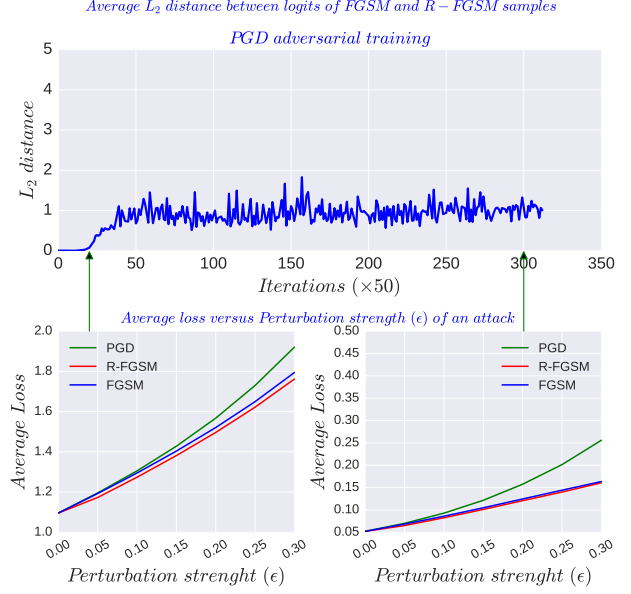 Average L2 distance between logits of FGSM and R − FGSM samples
PGD adversarial training
L2 distance
5
4
3
2
1
0
0 50 100 150 200 250 300 350
Iterations (×50)
Average loss versus Perturbation strength (ϵ) of an attack
Average Loss
2.0
1.8
1.6
1.4
1.2
1.0
PGD
R-FGSM
FGSM
0.00 0.05 0.10 0.15 0.20 0.25 0.30
Perturbation strenght (ϵ)
Average Loss
0.50
0.45
0.40
0.35
0.30
0.25
0.20
0.15
0.10
0.05
PGD
R-FGSM
FGSM
0.00 0.05 0.10 0.15 0.20 0.25 0.30
Perturbation strenght (ϵ)